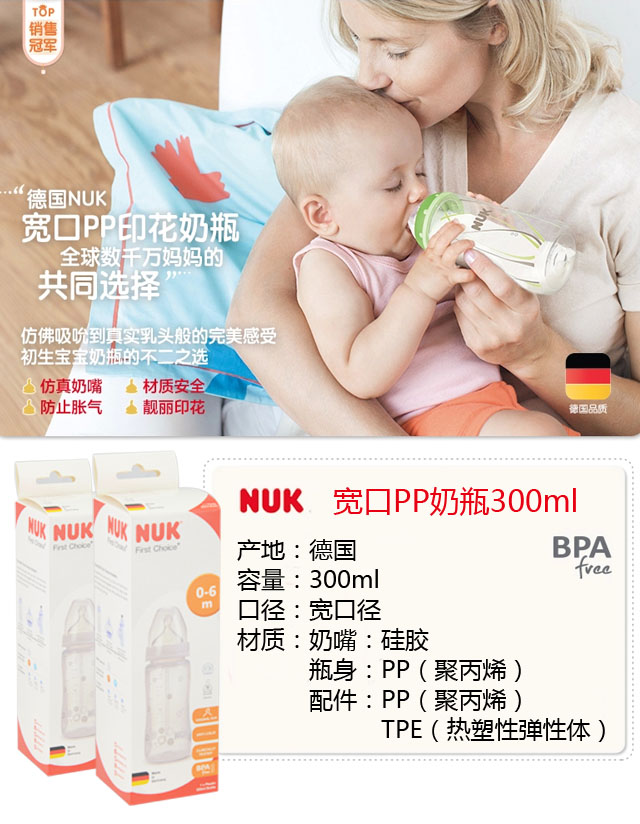 TOP
销售
冠军
“德国NUK
宽口PP印花奶瓶
全球数千万妈妈的
共同选择”
仿佛吸吮到真实乳头般的完美感受
初生宝宝奶瓶的不二之选
仿真奶嘴 材质安全
防止胀气 靓丽印花
NUK
德国品质
NUK 宽口PP奶瓶300ml
BPA
free
产地：德国
容量：300ml
口径：宽口径
材质：奶嘴：硅胶
瓶身：PP（聚丙烯）
配件：PP（聚丙烯）
TPE（热塑性弹性体）
NUK
NUK
First Choice
NUK
First Choice
0-6
m
BPA